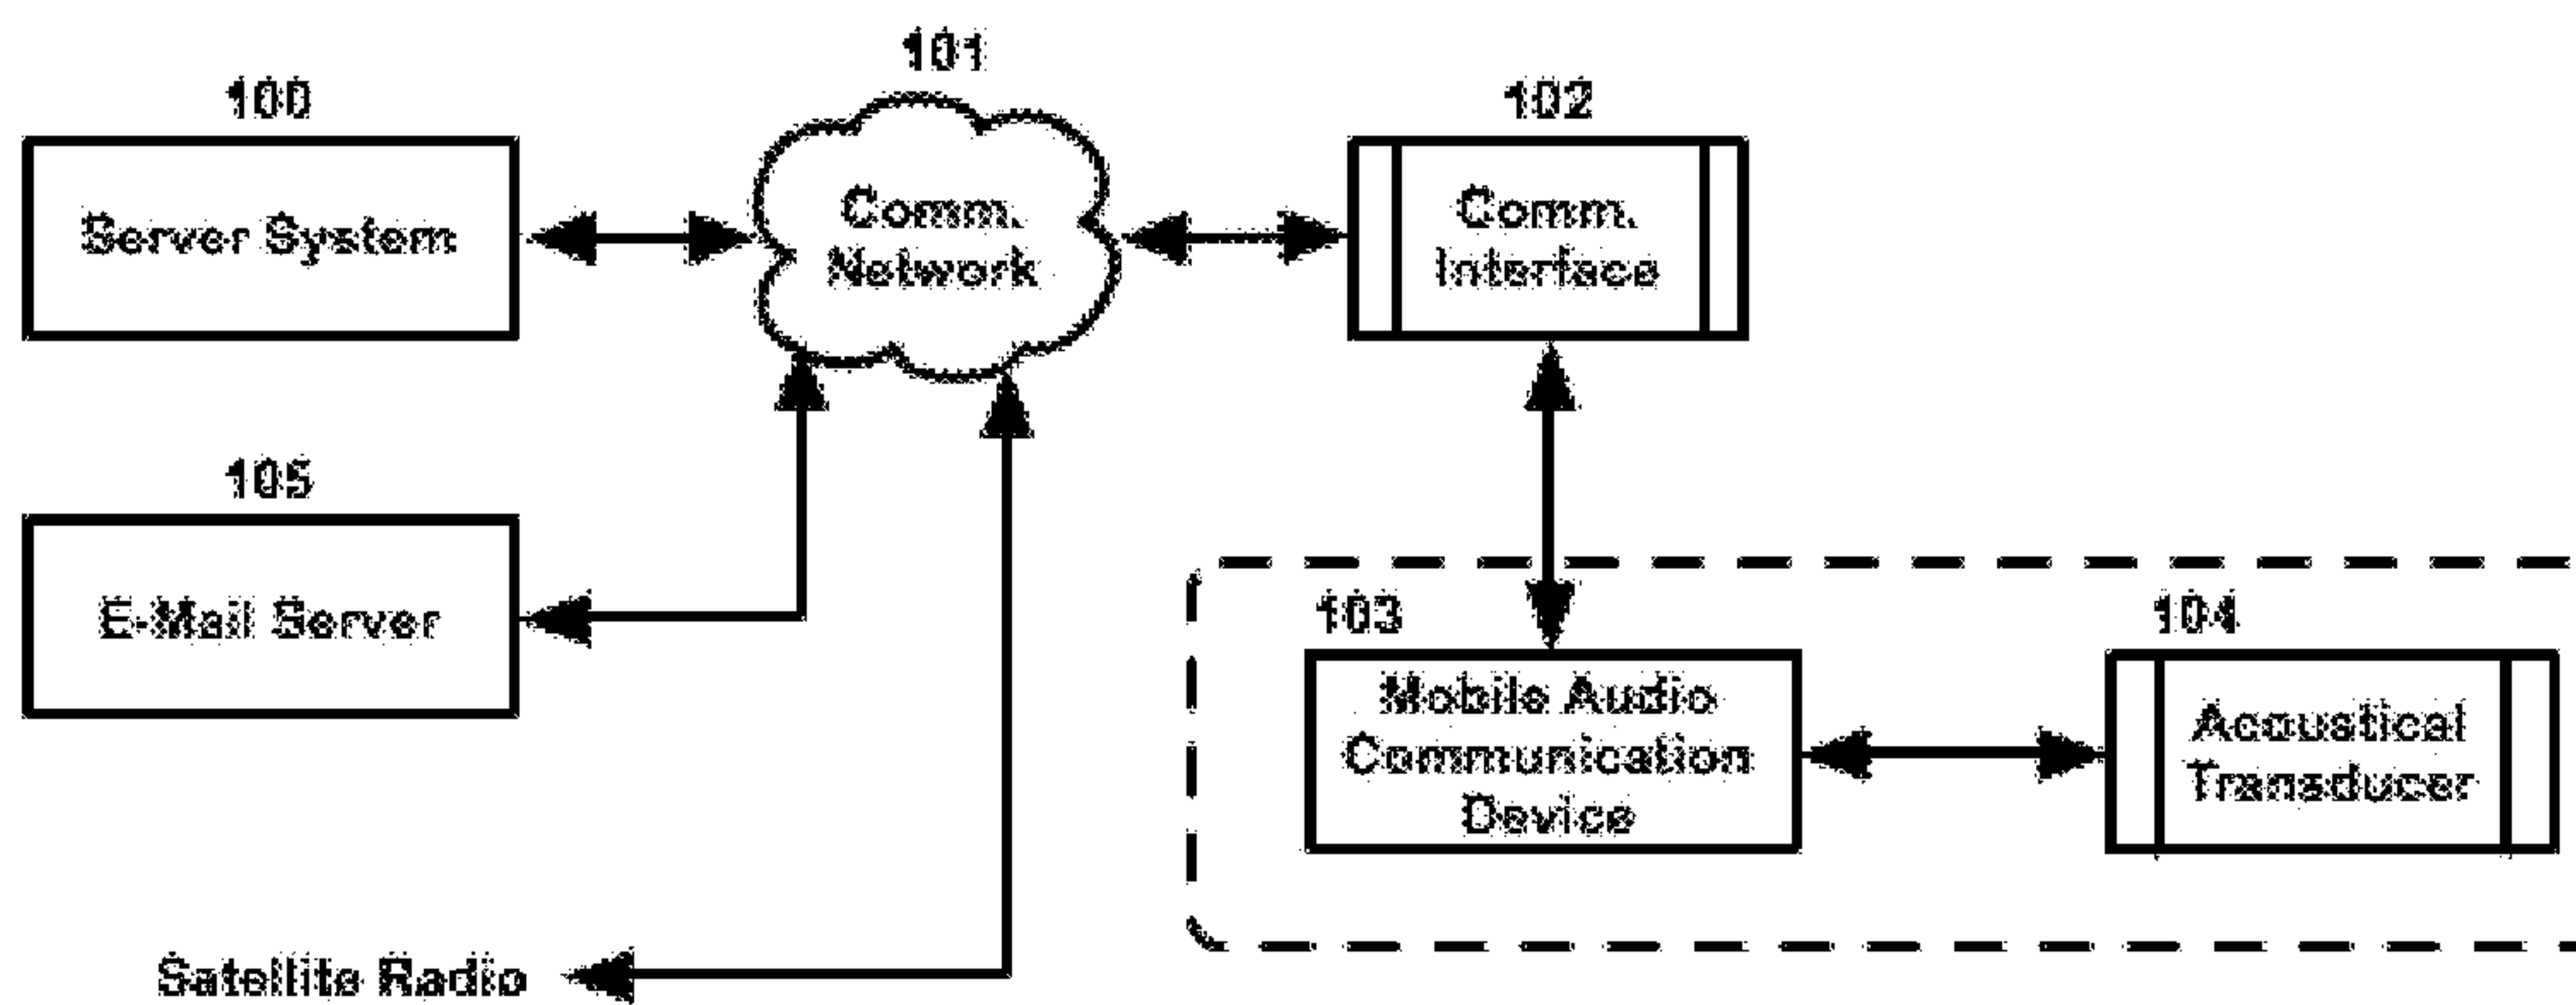 101
100
102
Server System
Comm.
Network
Comm.
Interface
105
E-Mail Server
103
104
Mobile Audio
Communication
Device
Acoustical
Transducer
Satellite Radio